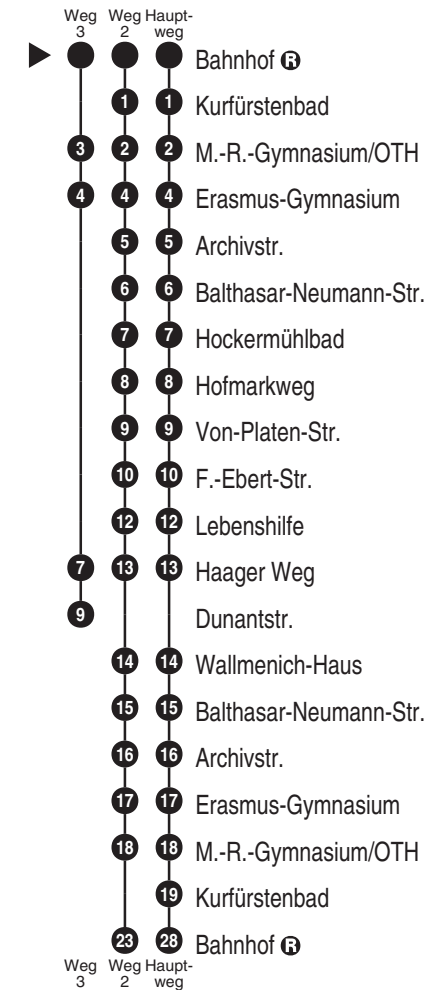 Weg Weg Haupt-
3 2 weg
Bahnhof R
1 1 Kurfürstenbad
3 2 2 M.-R.-Gymnasium/OTH
4 4 4 Erasmus-Gymnasium
5 5 Archivstr.
6 6 Balthasar-Neumann-Str.
7 7 Hockermühlbad
8 8 Hofmarkweg
9 9 Von-Platen-Str.
10 10 F.-Ebert-Str.
12 12 Lebenshilfe
7 13 13 Haager Weg
9 Dunantstr.
14 14 Wallmenich-Haus
15 15 Balthasar-Neumann-Str.
16 16 Archivstr.
17 17 Erasmus-Gymnasium
18 18 M.-R.-Gymnasium/OTH
19 Kurfürstenbad
23 28 Bahnhof R
Weg Weg Haupt-
3 2 weg